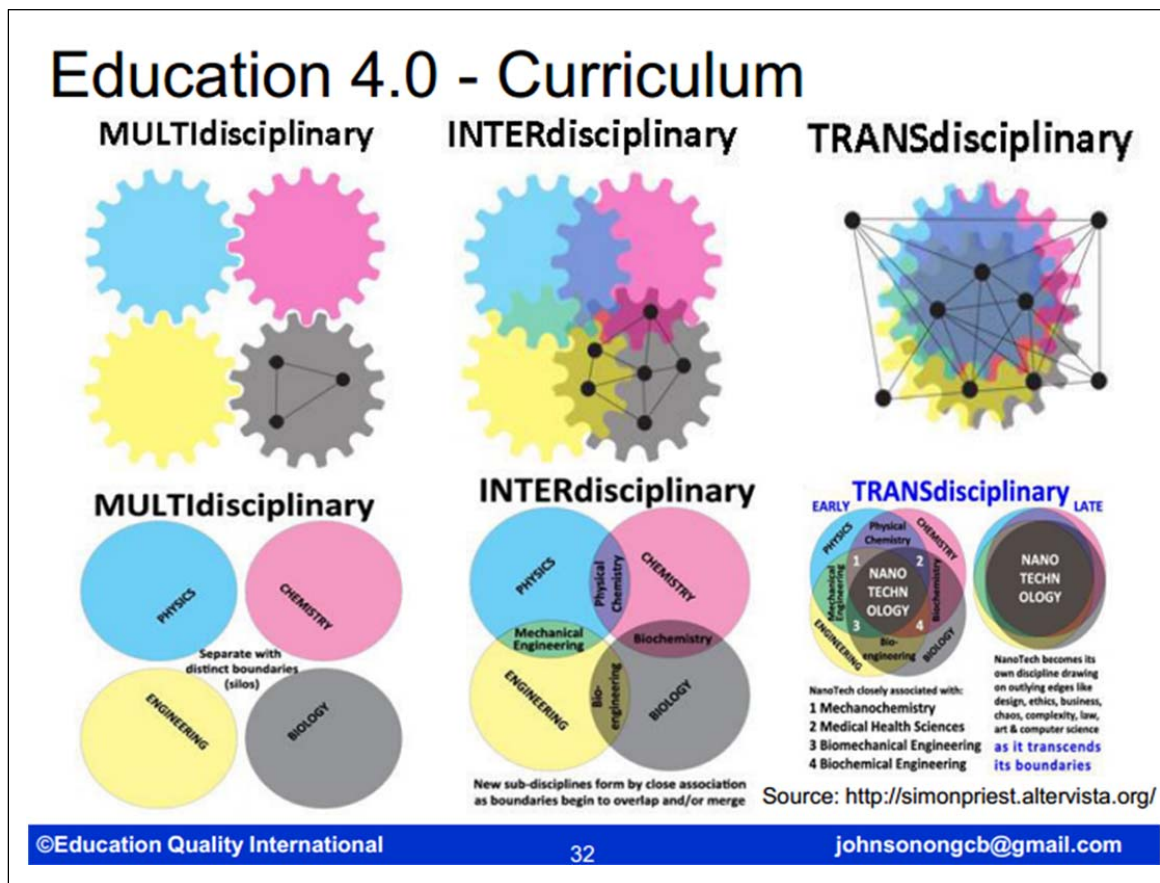 Education 4.0 - Curriculum
MULTIdisciplinary
INTERdisciplinary
TRANSdisciplinary
MULTIdisciplinary
PHYSICS
CHEMISTRY
Separate with
distinct boundaries
(silos)
ENGINEERING
BIOLOGY
INTERdisciplinary
PHYSICS
Physical
Chemistry
CHEMISTRY
Mechanical
Engineering
Biochemistry
ENGINEERING
Bio-
engineering
BIOLOGY
New sub-disciplines form by close association
as boundaries begin to overlap and/or merge
TRANSdisciplinary
EARLY
LATE
PHYSICS
Physical
Chemistry
CHEMISTRY
1
2
Mechanical
Engineering
NANO
TECHN
OLOGY
Biochemistry
3
4
ENGINEERING
Bio-
engineering
BIOLOGY
NanoTech closely associated with:
1 Mechanochemistry
2 Medical Health Sciences
3 Biomechanical Engineering
4 Biochemical Engineering
NANO
TECHN
OLOGY
NanoTech becomes its
own discipline drawing
on outlying edges like
design, ethics, business,
chaos, complexity, law,
art & computer science
as it transcends
its boundaries
Source: http://simonpriest.altervista.org/
©Education Quality International
32
johnsonongcb@gmail.com